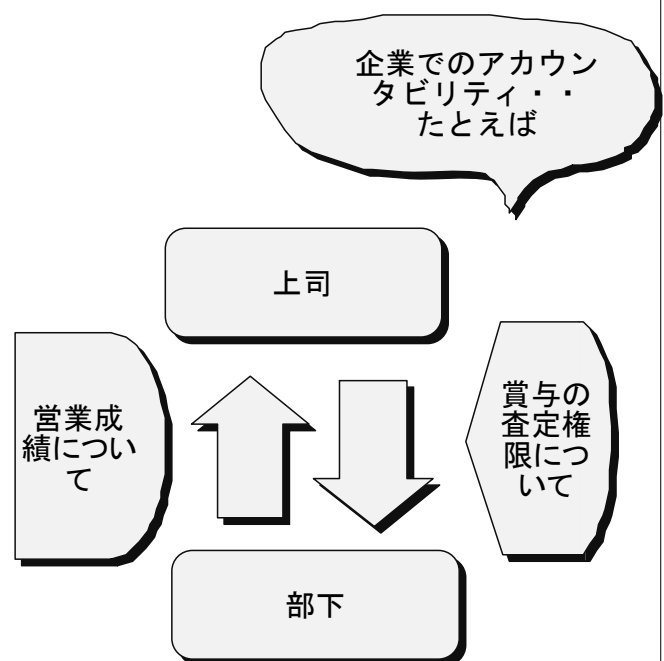 企業でのアカウン
タビリティ・・
たとえば
上司
営業成
績につい
て
賞与の
査定権
限につ
いて
部下